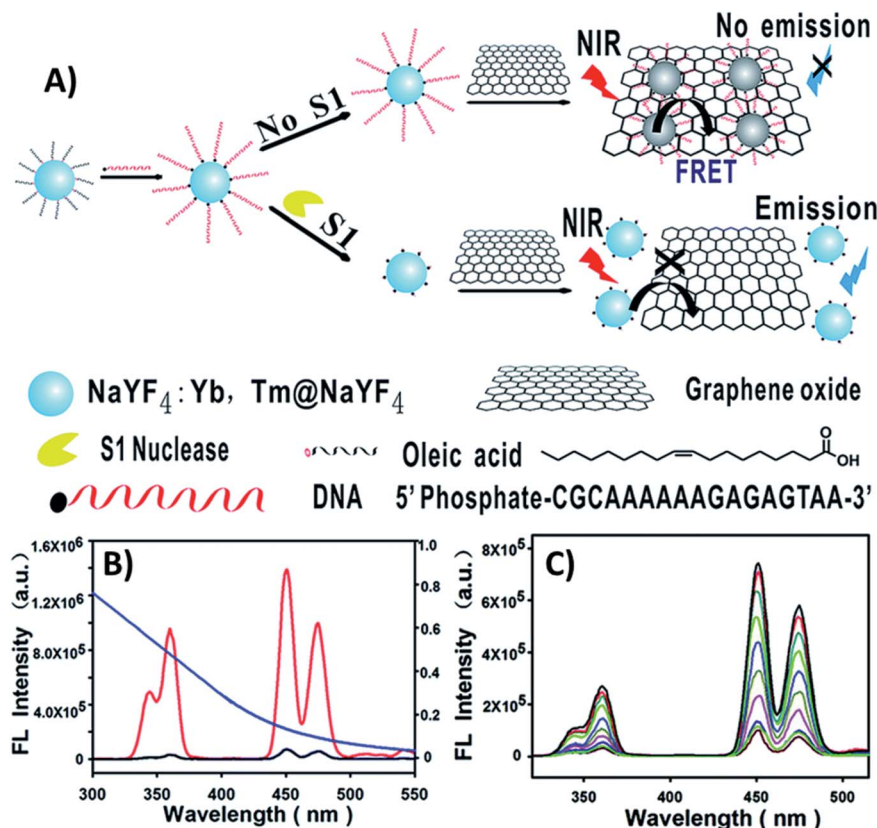 A)
No S1
S1
NIR
No emission
FRET
NIR
Emission
NaYF4: Yb, Tm@NaYF4
Graphene oxide
S1 Nuclease
Oleic acid
O
OH
DNA 5' Phosphate-CGCAAAAAAGAGAGTAA-3'
B)
FL Intensity (a.u.)
1.6X10^6
1.2X10^6
8.0X10^5
4.0X10^5
0
1.0
0.8
0.6
0.4
0.2
0
300 350 400 450 500 550
Wavelength ( nm )
C)
FL Intensity (a.u.)
8X10^5
6X10^5
4X10^5
2X10^5
0
350 400 450 500
Wavelength ( nm )